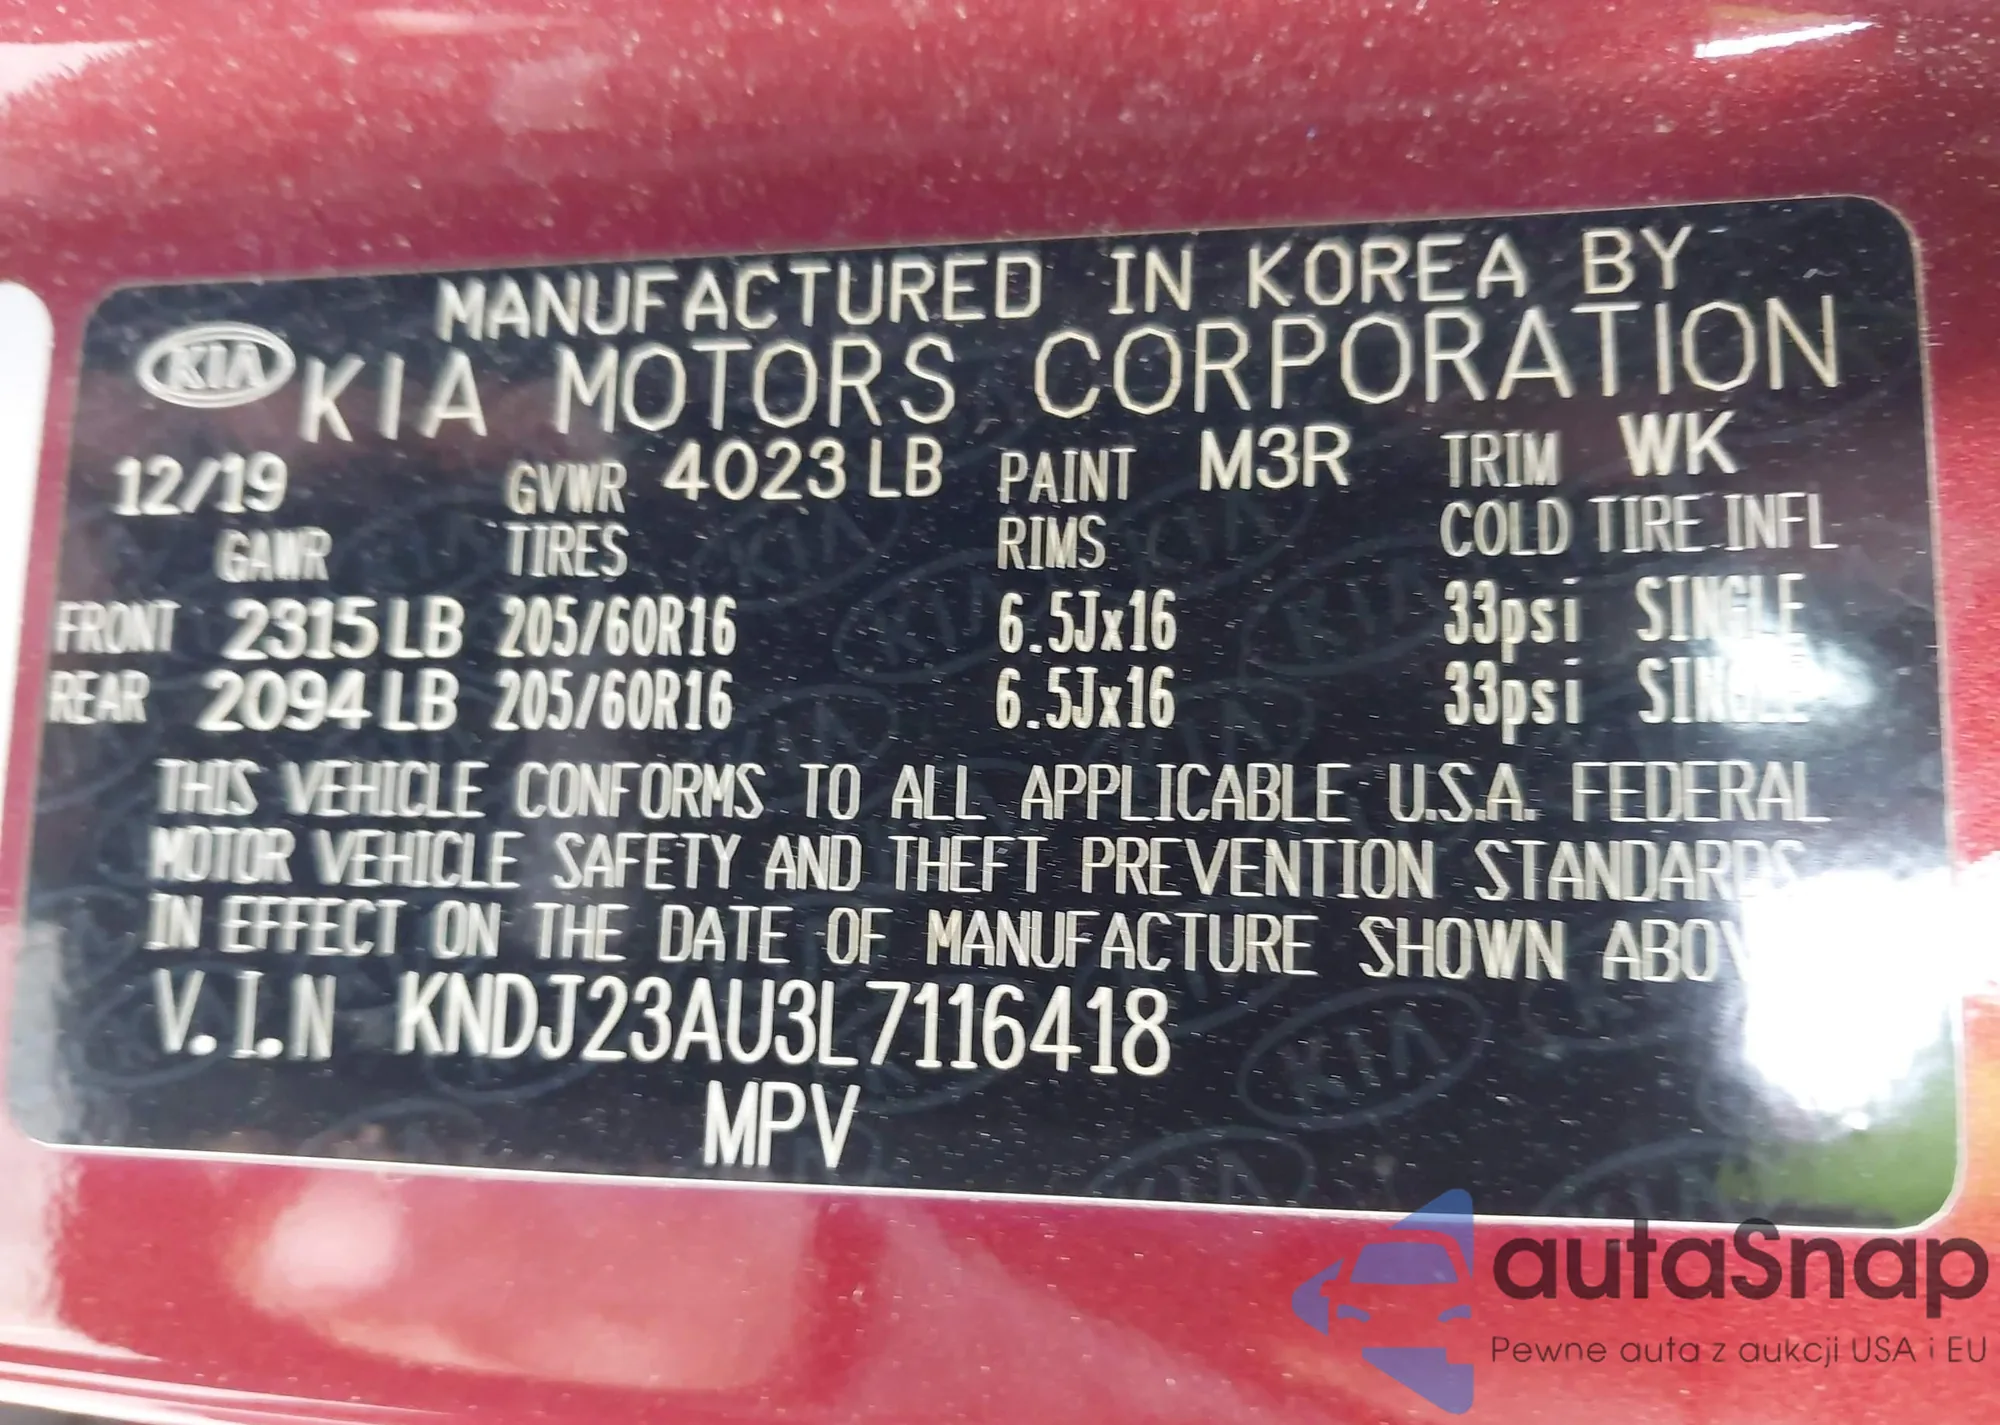 MANUFACTURED IN KOREA BY
KIA KIA MOTORS CORPORATION
12/19 GVWR 4023 LB PAINT M3R TRIM WK
GAWR TIRES RIMS COLD TIRE INFL
FRONT 2315 LB 205/60R16 6.5Jx16 33psi SINGLE
REAR 2094 LB 205/60R16 6.5Jx16 33psi SINGLE
THIS VEHICLE CONFORMS TO ALL APPLICABLE U.S.A. FEDERAL
MOTOR VEHICLE SAFETY AND THEFT PREVENTION STANDARDS
IN EFFECT ON THE DATE OF MANUFACTURE SHOWN
V.I.N KNDJ23AU3L7116418
MPV
autaSnap
Pewne auta z aukcji USA i EU